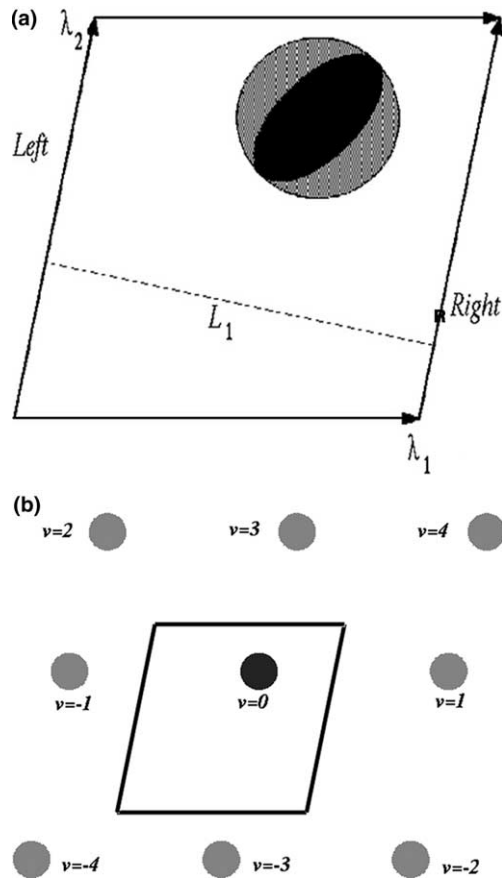 (a)
λ2
Left
L1
R
Right
λ1
(b)
v=2 v=3 v=4
v=-1 v=0 v=1
v=-4 v=-3 v=-2